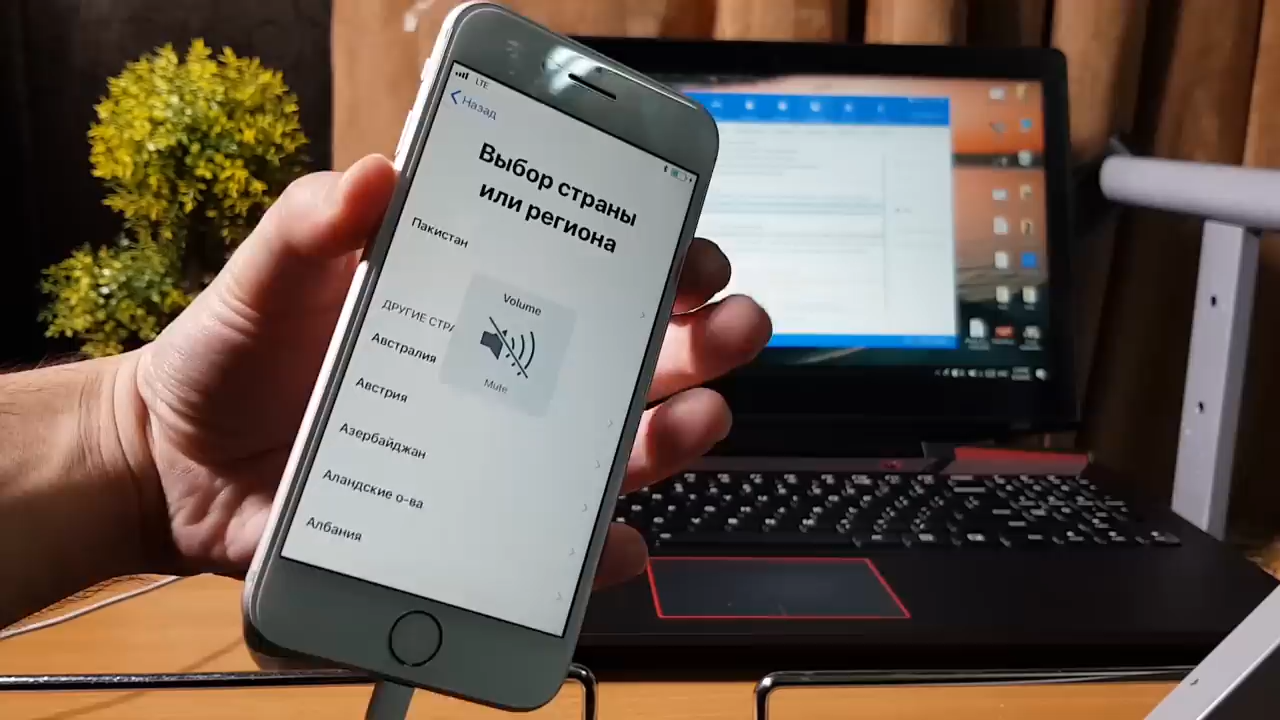 LTE
Назад
Выбор страны
или региона
Пакистан
ДРУГИЕ СТРА
Volume
Mute
Австралия
Австрия
Азербайджан
Аландские о-ва
Албания